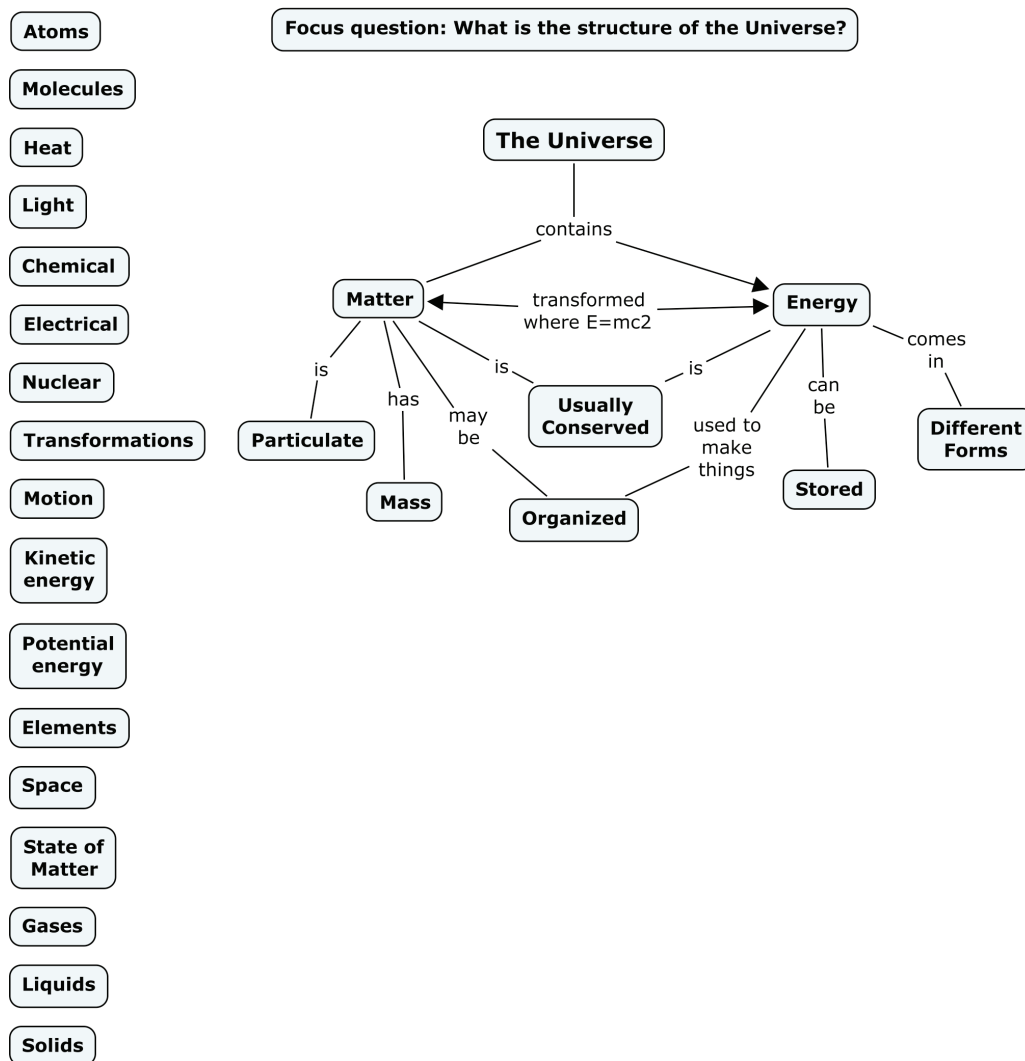 Focus question: What is the structure of the Universe?
Atoms
Molecules
Heat
Light
Chemical
Electrical
Nuclear
Transformations
Motion
Kinetic
energy
Potential
energy
Elements
Space
State of
Matter
Gases
Liquids
Solids
The Universe
contains
Matter
transformed
where E=mc2
Energy
is
has
may
be
is
is
used to
make
things
can
be
comes
in
Particulate
Mass
Usually
Conserved
Organized
Stored
Different
Forms